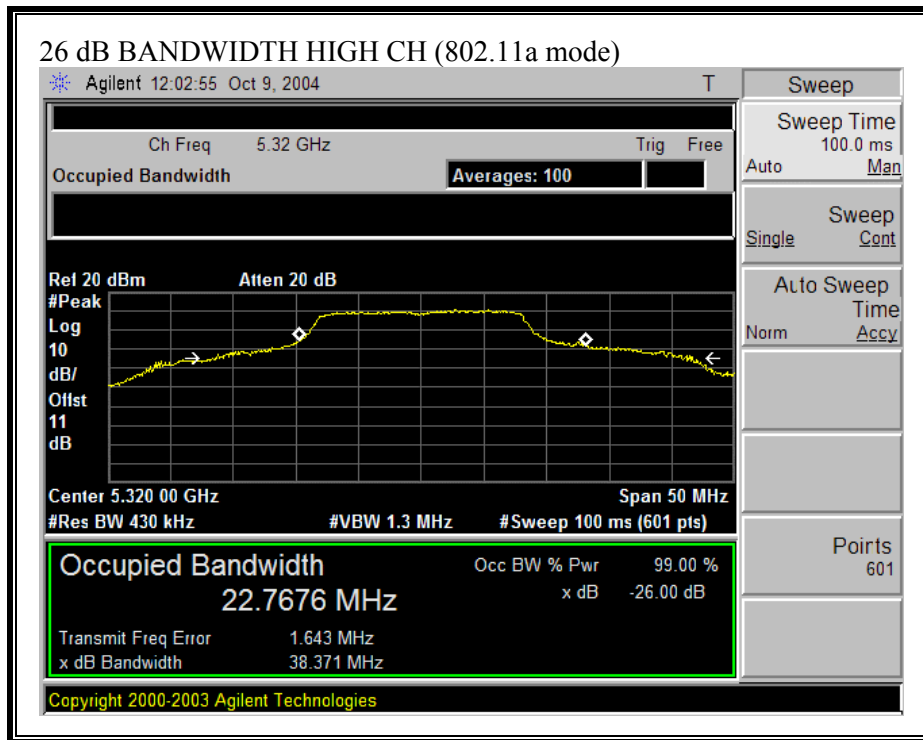 26 dB BANDWIDTH HIGH CH (802.11a mode)
Agilent 12:02:55 Oct 9, 2004 T
Sweep
Ch Freq 5.32 GHz Trig Free
Occupied Bandwidth Averages: 100
Sweep Time
100.0 ms
Auto Man
Sweep
Single Cont
Auto Sweep
Time
Norm Accy
Ref 20 dBm Atten 20 dB
#Peak
Log
10
dB/
Offst
11
dB
Center 5.320 00 GHz Span 50 MHz
#Res BW 430 kHz #VBW 1.3 MHz #Sweep 100 ms (601 pts)
Points
601
Occupied Bandwidth Occ BW % Pwr 99.00 %
22.7676 MHz x dB -26.00 dB
Transmit Freq Error 1.643 MHz
x dB Bandwidth 38.371 MHz
Copyright 2000-2003 Agilent Technologies